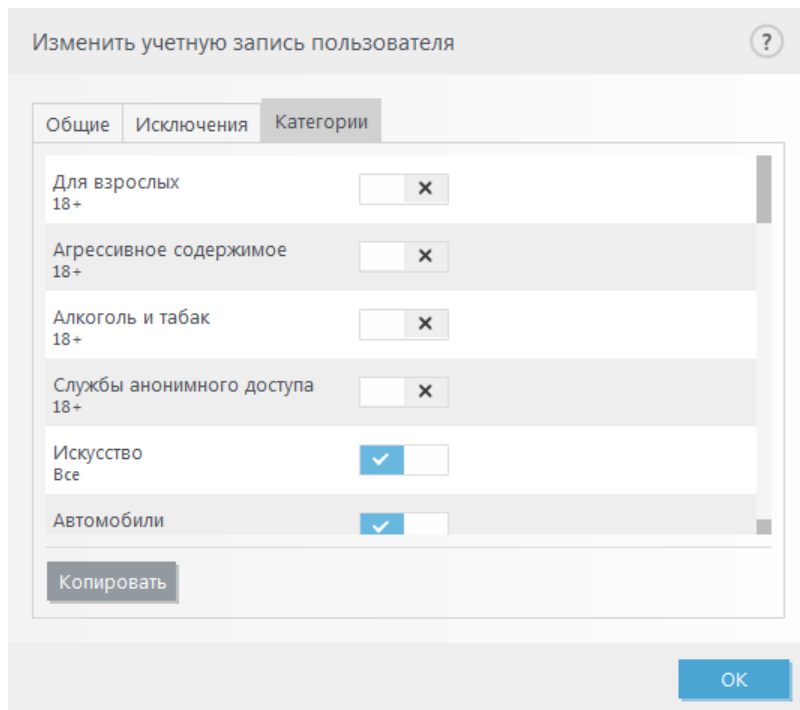 Изменить учетную запись пользователя
?
Общие Исключения Категории
Для взрослых
18+
Агрессивное содержимое
18+
Алкоголь и табак
18+
Службы анонимного доступа
18+
Искусство
Все
Автомобили
Копировать
ОК